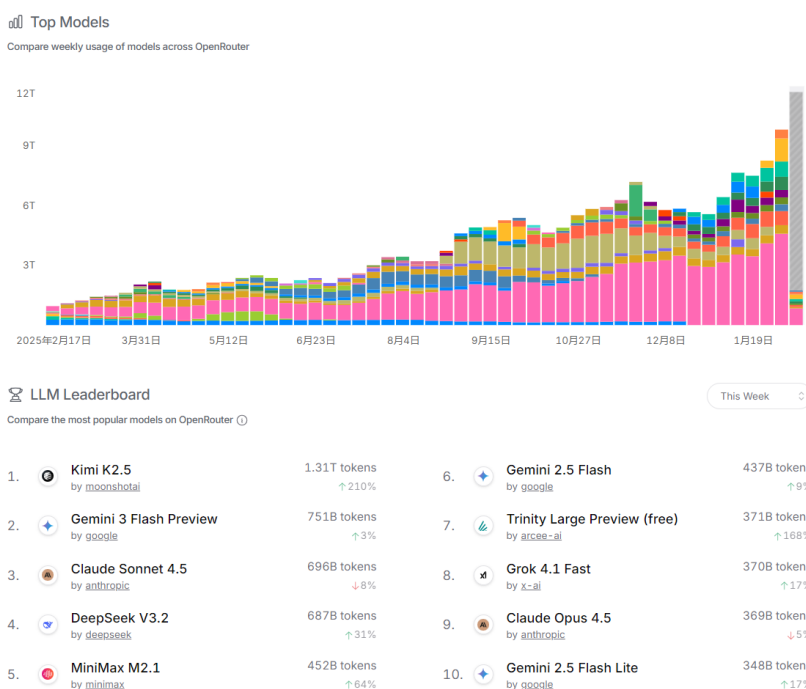 Top Models
Compare weekly usage of models across OpenRouter
12T
9T
6T
3T
2025年2月17日 3月31日 5月12日 6月23日 8月4日 9月15日 10月27日 12月8日 1月19日
LLM Leaderboard
This Week
Compare the most popular models on OpenRouter
1. Kimi K2.5 1.31T tokens
by moonshotai ↑210%
2. Gemini 3 Flash Preview 751B tokens
by google ↑3%
3. Claude Sonnet 4.5 696B tokens
by anthropic ↓8%
4. DeepSeek V3.2 687B tokens
by deepseek ↑31%
5. MiniMax M2.1 452B tokens
by minimax ↑64%
6. Gemini 2.5 Flash 437B token
by google ↑9%
7. Trinity Large Preview (free) 371B token
by arcee-ai ↑168%
8. Grok 4.1 Fast 370B token
by x-ai ↑17%
9. Claude Opus 4.5 369B token
by anthropic ↓5%
10. Gemini 2.5 Flash Lite 348B token
by google ↑17%